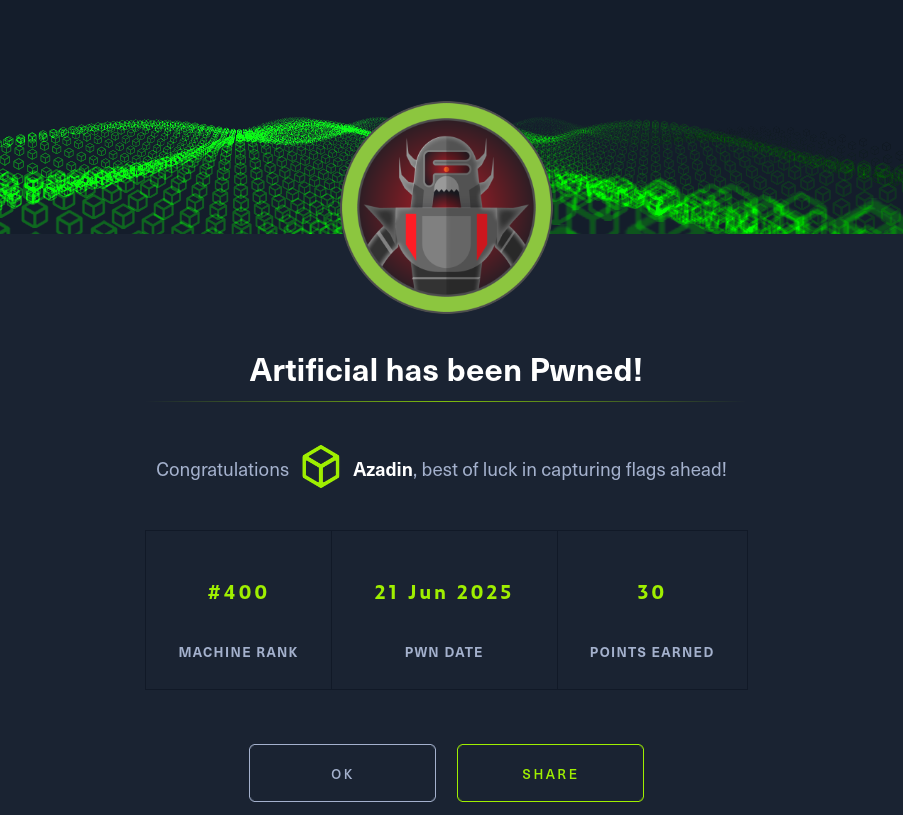 Artificial has been Pwned!
Congratulations Azadin, best of luck in capturing flags ahead!
#400 21 Jun 2025 30
MACHINE RANK PWN DATE POINTS EARNED
OK SHARE